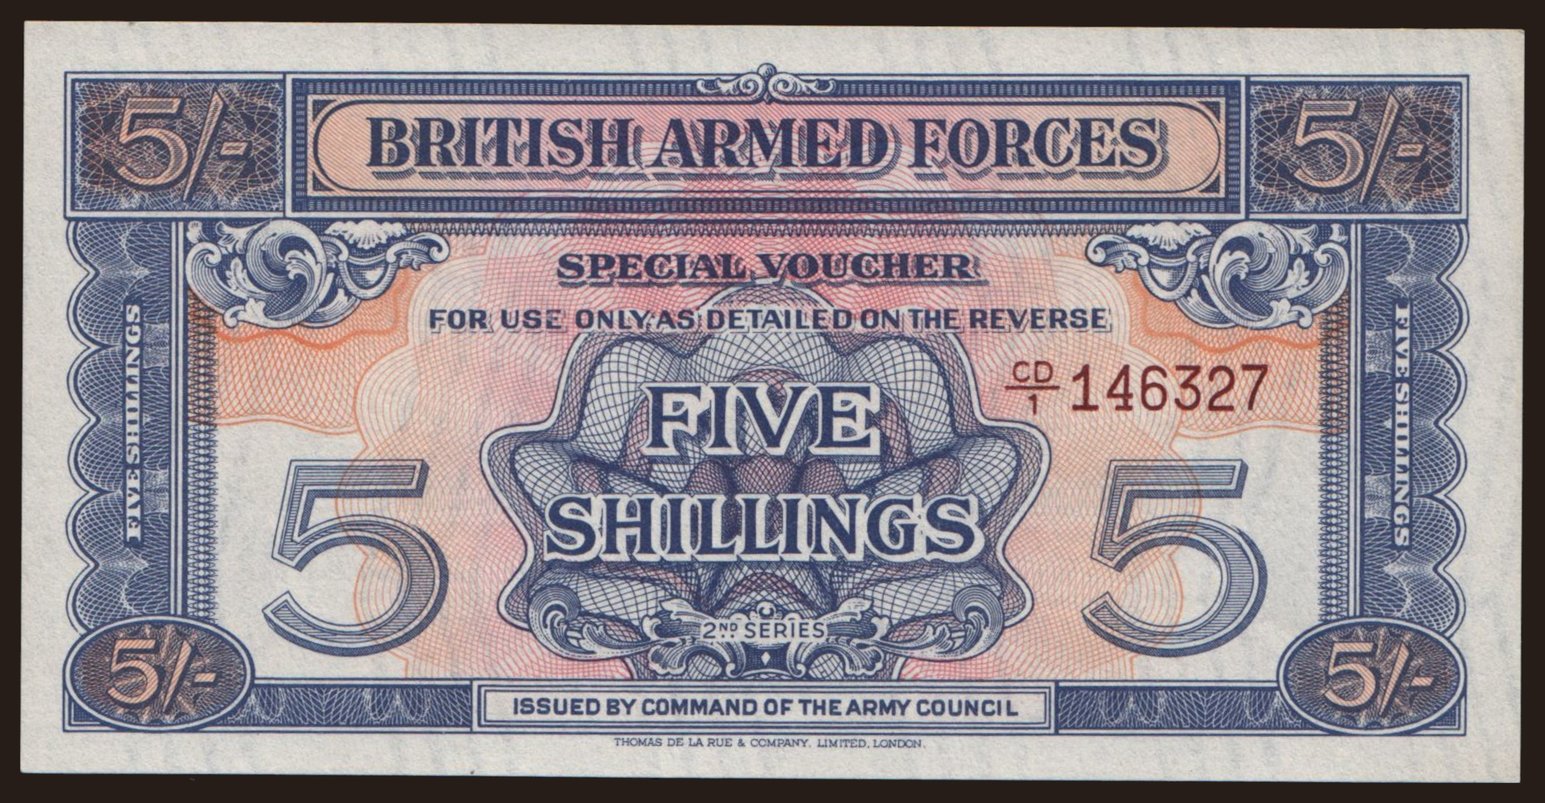 5/- BRITISH ARMED FORCES 5/-
SPECIAL VOUCHER
FOR USE ONLY AS DETAILED ON THE REVERSE
CD/1 146327
FIVE SHILLINGS
FIVE
SHILLINGS
FIVE SHILLINGS
5 5
2ND SERIES
5/- 5/-
ISSUED BY COMMAND OF THE ARMY COUNCIL
THOMAS DE LA RUE & COMPANY, LIMITED, LONDON.